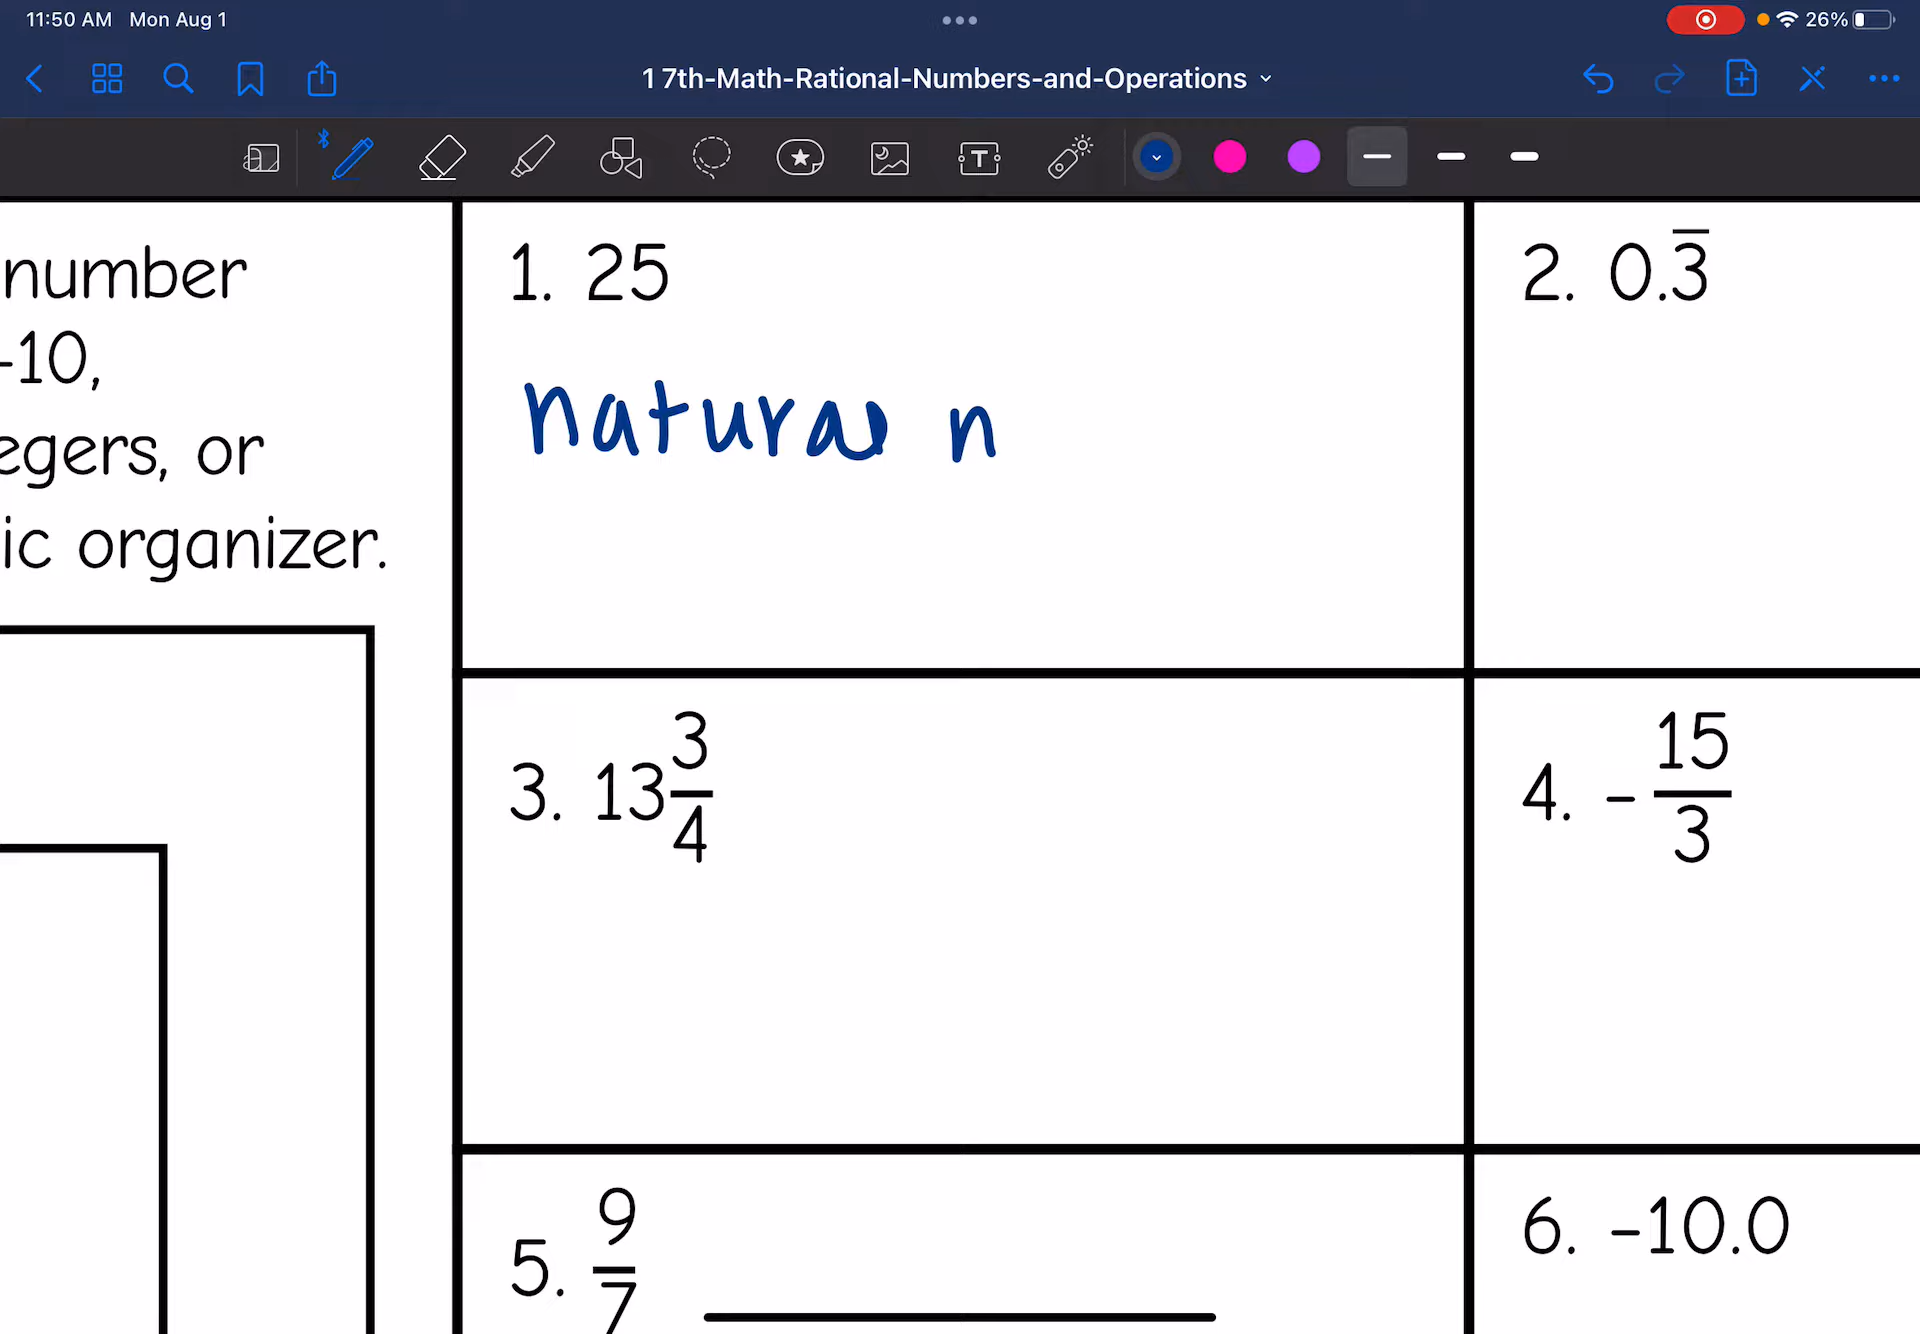 11:50 AM Mon Aug 1
26%
1 7th-Math-Rational-Numbers-and-Operations
T
number
-10,
egers, or
ic organizer.
1. 25
natural n
2. 0.3̅
3. 13 3/4
4. - 15/3
5. 9/7
6. -10.0